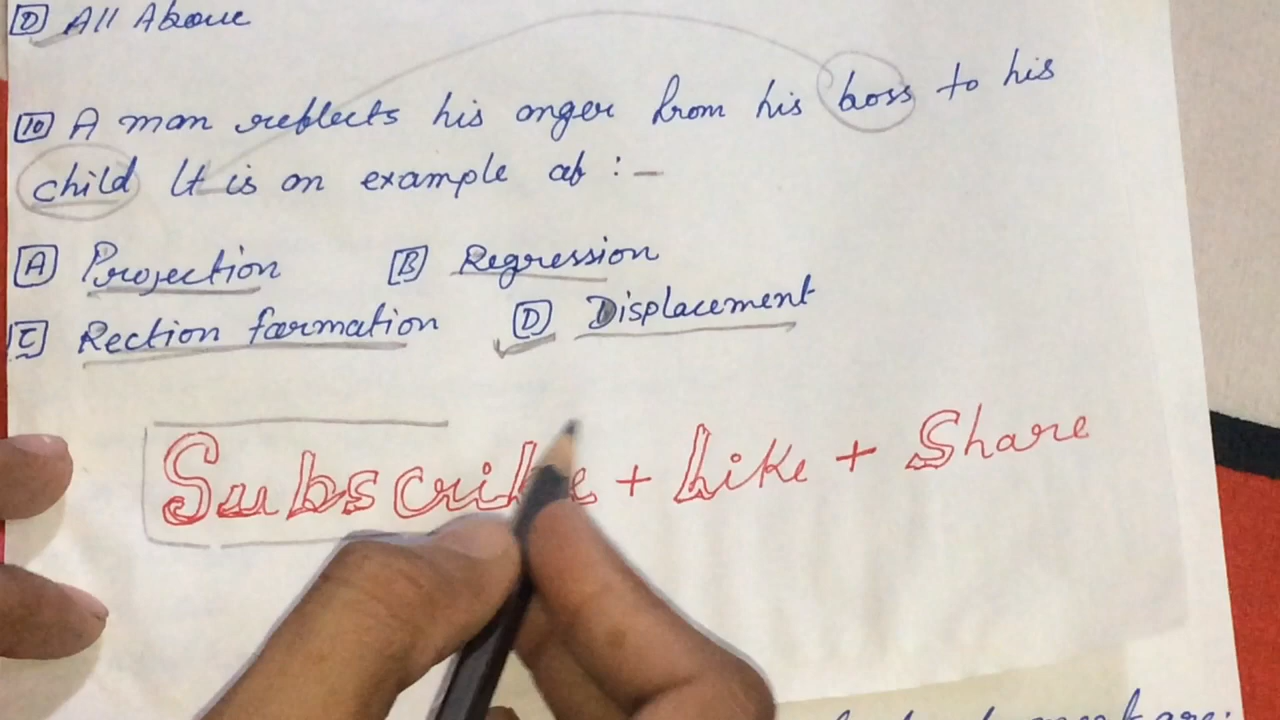 D All Above
10 A man reflects his anger from his boss to his
child It is an example of :-
A Projection B Regression
C Rection formation D Displacement
Subscribe + Like + Share